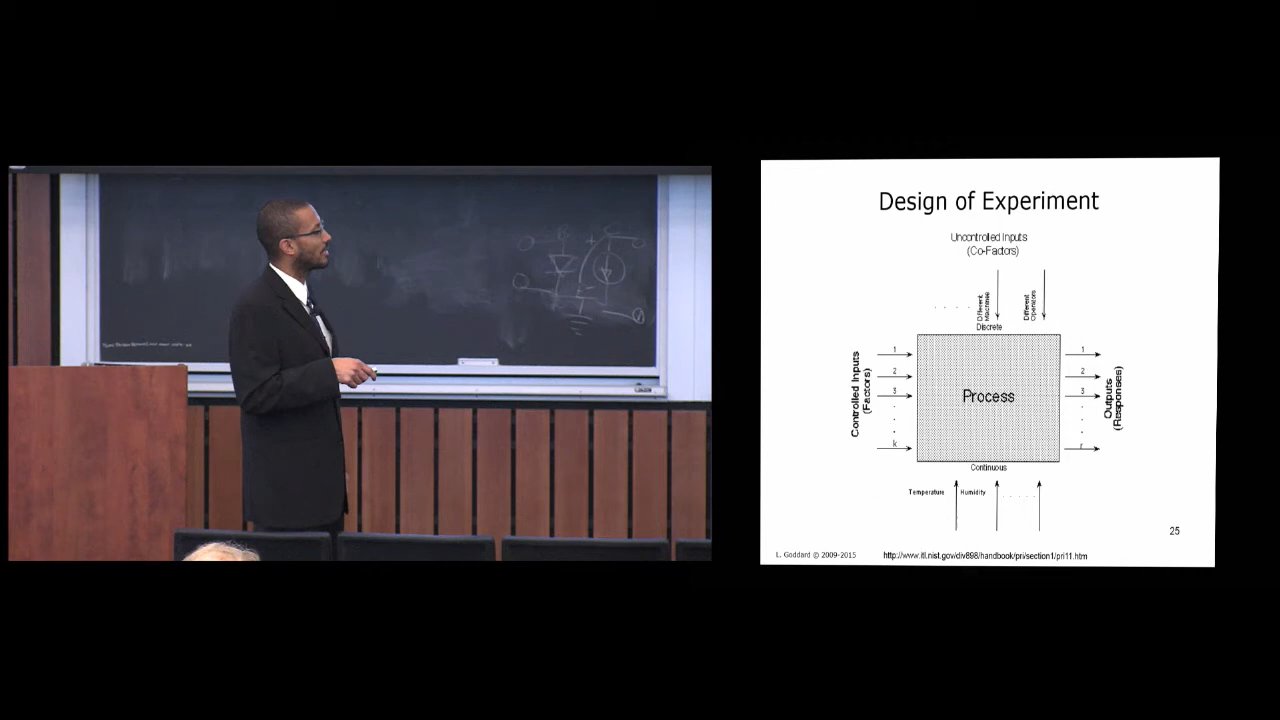 Design of Experiment
Uncontrolled Inputs
(Co-Factors)
Different
Machines
Different
Operators
Discrete
Controlled Inputs
(Factors)
1
2
3
k
Process
1
2
3
r
Outputs
(Responses)
Continuous
Temperature
Humidity
25
L. Goddard © 2009-2015
http://www.itl.nist.gov/div898/handbook/pri/section1/pri11.htm